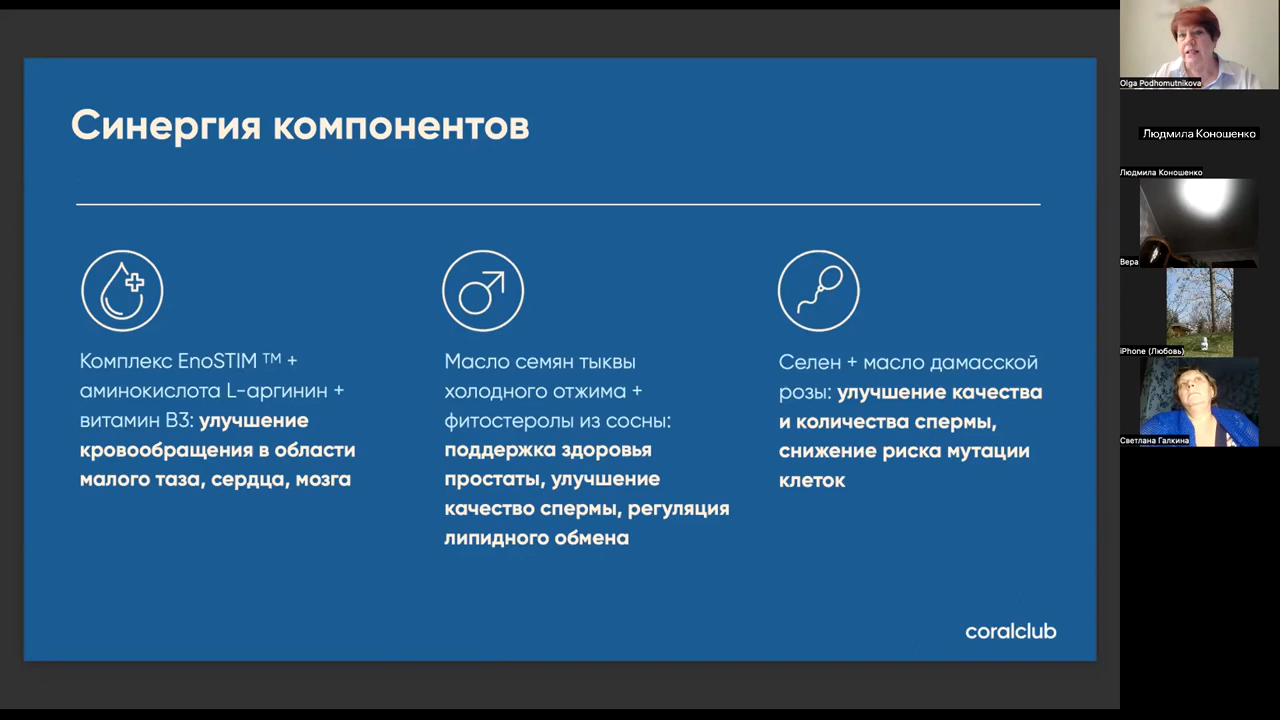 Синергия компонентов
Комплекс EnoSTIM ™ +
аминокислота L-аргинин +
витамин B3: улучшение
кровообращения в области
малого таза, сердца, мозга
Масло семян тыквы
холодного отжима +
фитостеролы из сосны:
поддержка здоровья
простаты, улучшение
качество спермы, регуляция
липидного обмена
Селен + масло дамасской
розы: улучшение качества
и количества спермы,
снижение риска мутации
клеток
coralclub
Olga Podhomutnikova
Людмила Коношенко
Людмила Коношенко
Вера
iPhone (Любовь)
Светлана Галкина